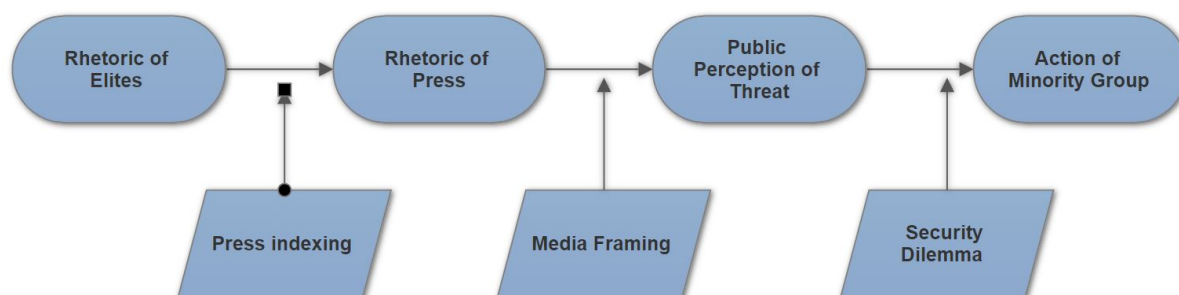 Rhetoric of
Elites
Rhetoric of
Press
Public
Perception of
Threat
Action of
Minority Group
Press indexing
Media Framing
Security
Dilemma